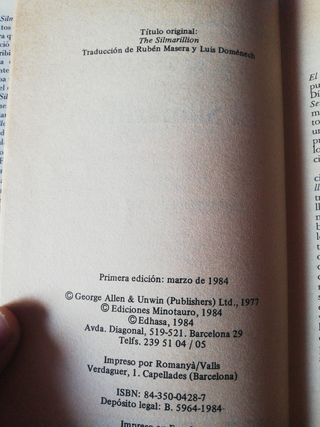 Título original:
The Silmarillion
Traducción de Rubén Masera y Luis Domènech
Primera edición: marzo de 1984
© George Allen & Unwin (Publishers) Ltd., 1977
© Ediciones Minotauro, 1984
© Edhasa, 1984
Avda. Diagonal, 519-521. Barcelona 29
Telfs. 239 51 04 / 05
Impreso por Romanyà/Valls
Verdaguer, 1. Capellades (Barcelona)
ISBN: 84-350-0428-7
Depósito legal: B. 5964-1984